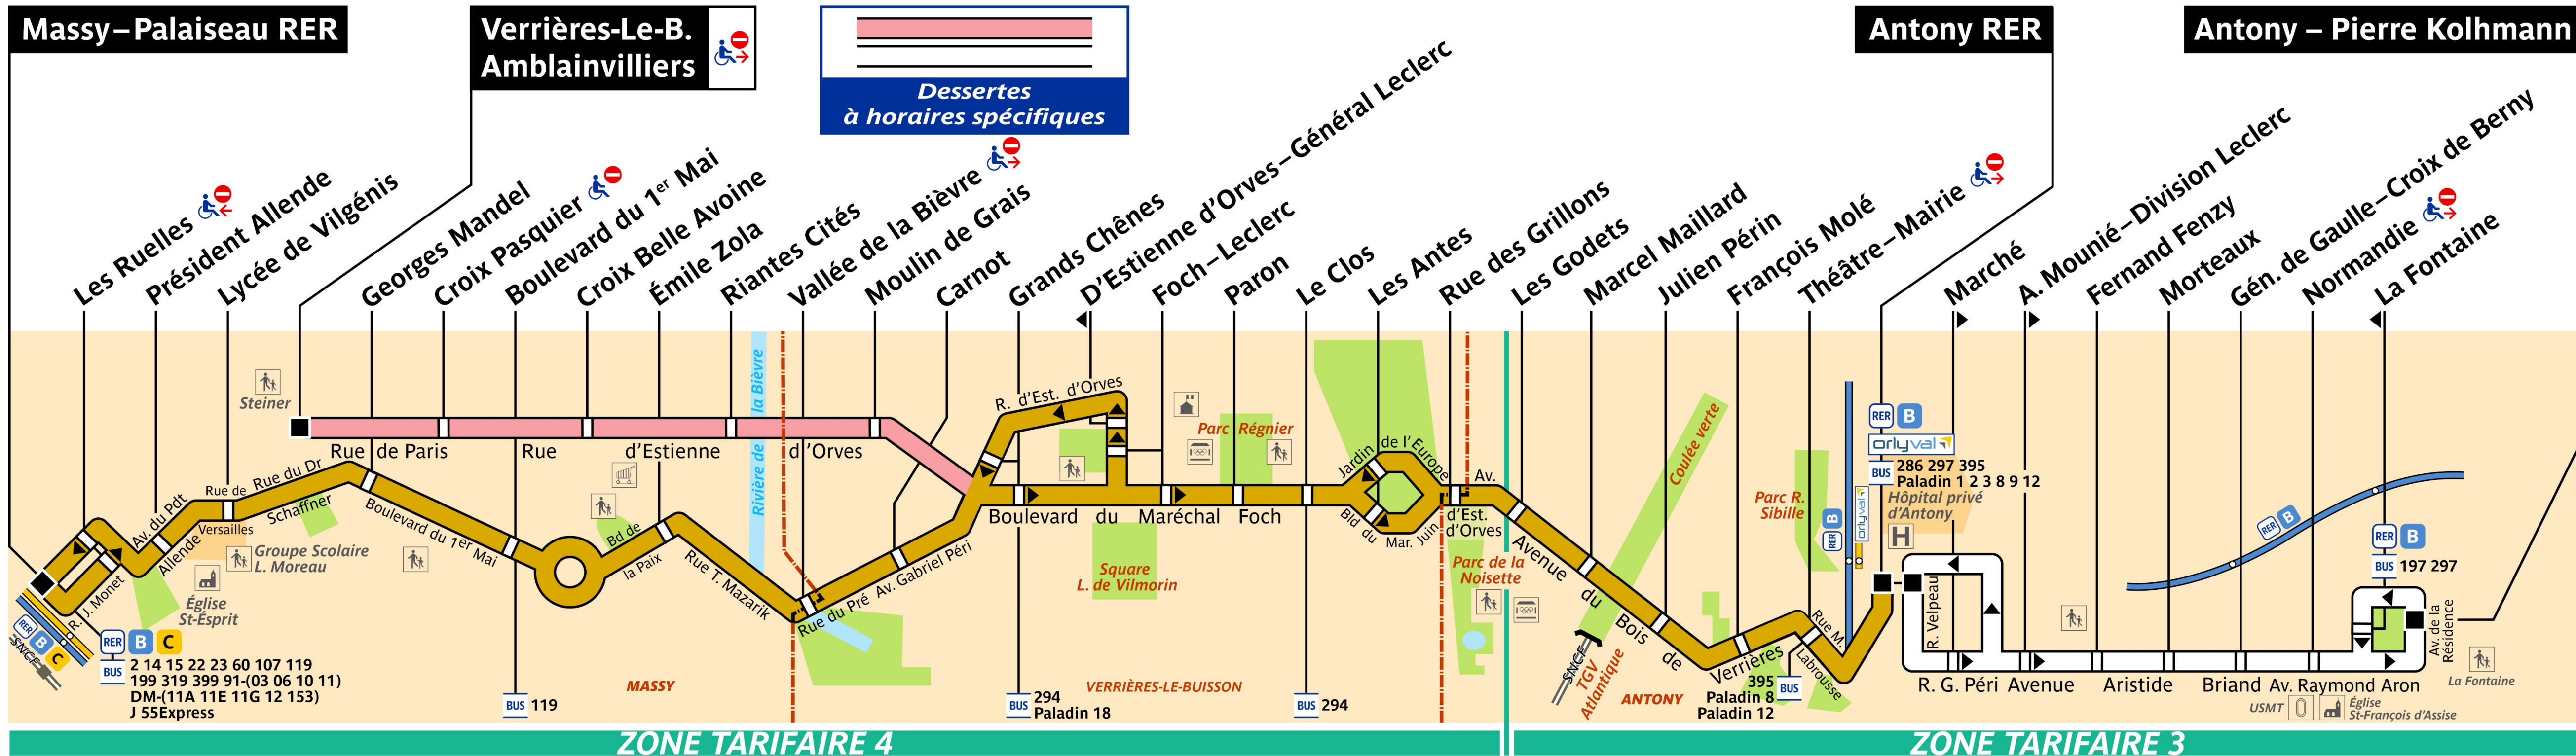 Massy–Palaiseau RER
Verrières-Le-B.
Amblainvilliers
Dessertes
à horaires spécifiques
Antony RER
Antony – Pierre Kolhmann
Les Ruelles
Président Allende
Lycée de Vilgénis
Georges Mandel
Croix Pasquier
Boulevard du 1er Mai
Croix Belle Avoine
Émile Zola
Riantes Cités
Vallée de la Bièvre
Moulin de Grais
Carnot
Grands Chênes
D'Estienne d'Orves–Général Leclerc
Foch–Leclerc
Paron
Le Clos
Les Antes
Rue des Grillons
Les Godets
Marcel Maillard
Julien Périn
François Molé
Théâtre–Mairie
Marché
A. Mounié–Division Leclerc
Fernand Fenzy
Morteaux
Gén. de Gaulle–Croix de Berny
Normandie
La Fontaine
Steiner
Rue de Paris
Rue d'Estienne d'Orves
Rivière de la Bièvre
R. d'Est. d'Orves
Parc Régnier
Jardin de l'Europe
Av.
d'Est.
d'Orves
Coulée verte
Parc R.
Sibille
RER B
orlyval
RER B
orlyval
BUS 286 297 395
Paladin 1 2 3 8 9 12
Hôpital privé
d'Antony
H
RER B
RER B
BUS 197 297
Av. du Pdt
Allende
Rue de
Versailles
Rue du Dr
Schaffner
Boulevard du 1er Mai
Bd de
la Paix
Rue T. Mazarik
Rue du Pré
Av. Gabriel Péri
Boulevard du Maréchal Foch
Bld du Mar. Juin
Groupe Scolaire
L. Moreau
Église
St-Esprit
R. J. Monet
RER B C
SNCF
RER B C
BUS 2 14 15 22 23 60 107 119
199 319 399 91-(03 06 10 11)
DM-(11A 11E 11G 12 153)
J 55Express
BUS 119
MASSY
Square
L. de Vilmorin
VERRIÈRES-LE-BUISSON
BUS 294
Paladin 18
BUS 294
Parc de la
Noisette
Avenue du Bois de Verrières
SNCF
TGV
Atlantique
ANTONY
Rue M.
Labrousse
395 BUS
Paladin 8
Paladin 12
R. Velpeau
R. G. Péri
Avenue Aristide Briand
Av. Raymond Aron
Av. de la
Résidence
La Fontaine
USMT
Église
St-François d'Assise
ZONE TARIFAIRE 4
ZONE TARIFAIRE 3